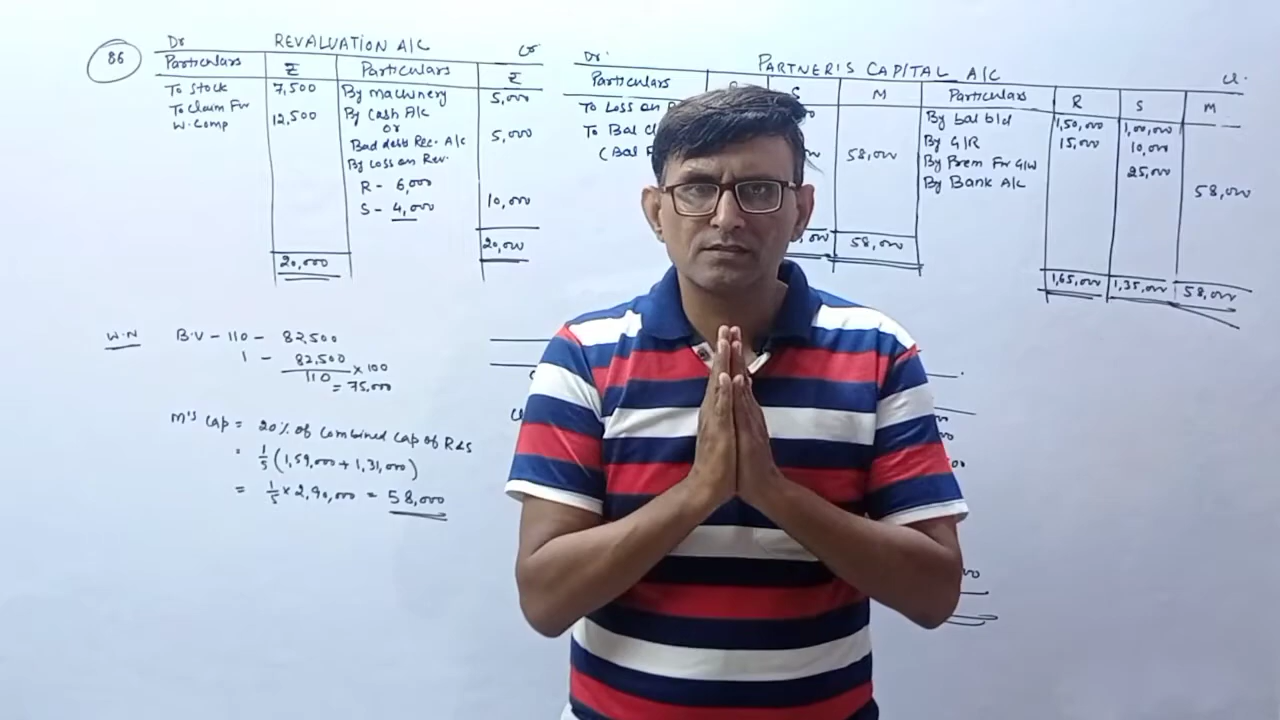 86
Dr REVALUATION A/C Cr
Particulars ₹ Particulars ₹
To Stock 7,500 By machinery 5,000
To Claim For W.Comp 12,500 By Cash A/c
or
Bad debts Rec. A/c 5,000
By Loss on Rev.
R - 6,000
S - 4,000 10,000
20,000 20,000
Dr. PARTNER'S CAPITAL A/C Cr.
Particulars S M Particulars R S M
To Loss on By bal b/d 1,50,000 1,00,000
To Bal 58,000 By G/R 15,000 10,000
(Bal By Prem For G/W 25,000
By Bank A/c 58,000
58,000 1,65,000 1,35,000 58,000
W.N B.V - 110 - 82,500
1 - 82,500
110 × 100
= 75,000
M's Cap = 20% of Combined Cap of R&S
= 1/5 (1,59,000 + 1,31,000)
= 1/5 × 2,90,000 = 58,000